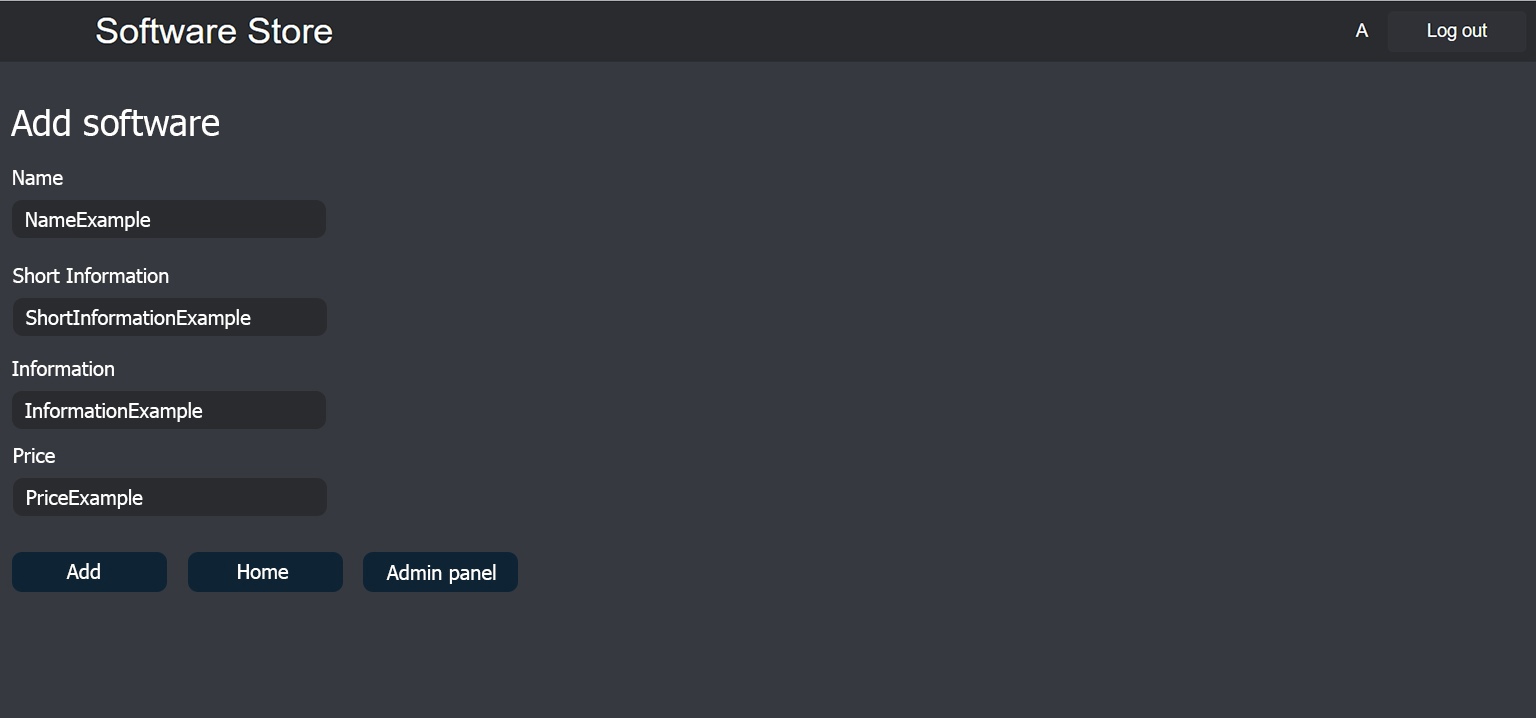 Software Store
A
Log out
Add software
Name
NameExample
Short Information
ShortInformationExample
Information
InformationExample
Price
PriceExample
Add
Home
Admin panel